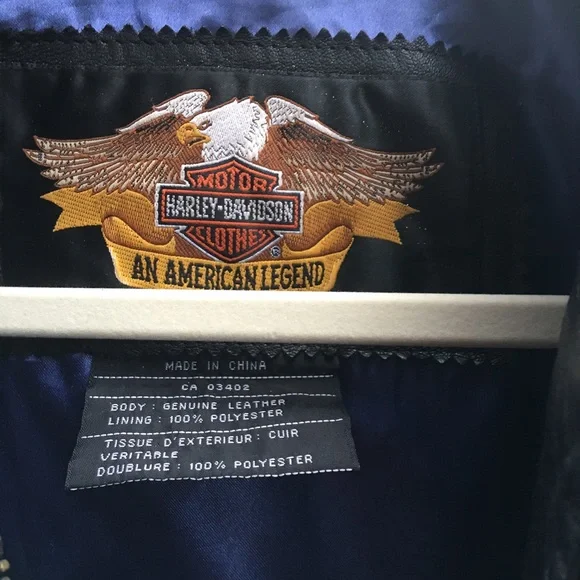 MOTOR
HARLEY-DAVIDSON
CLOTHES
®
AN AMERICAN LEGEND
MADE IN CHINA
CA 03402
BODY : GENUINE LEATHER
LINING : 100% POLYESTER
TISSUE D'EXTERIEUR : CUIR
VERITABLE
DOUBLURE : 100% POLYESTER